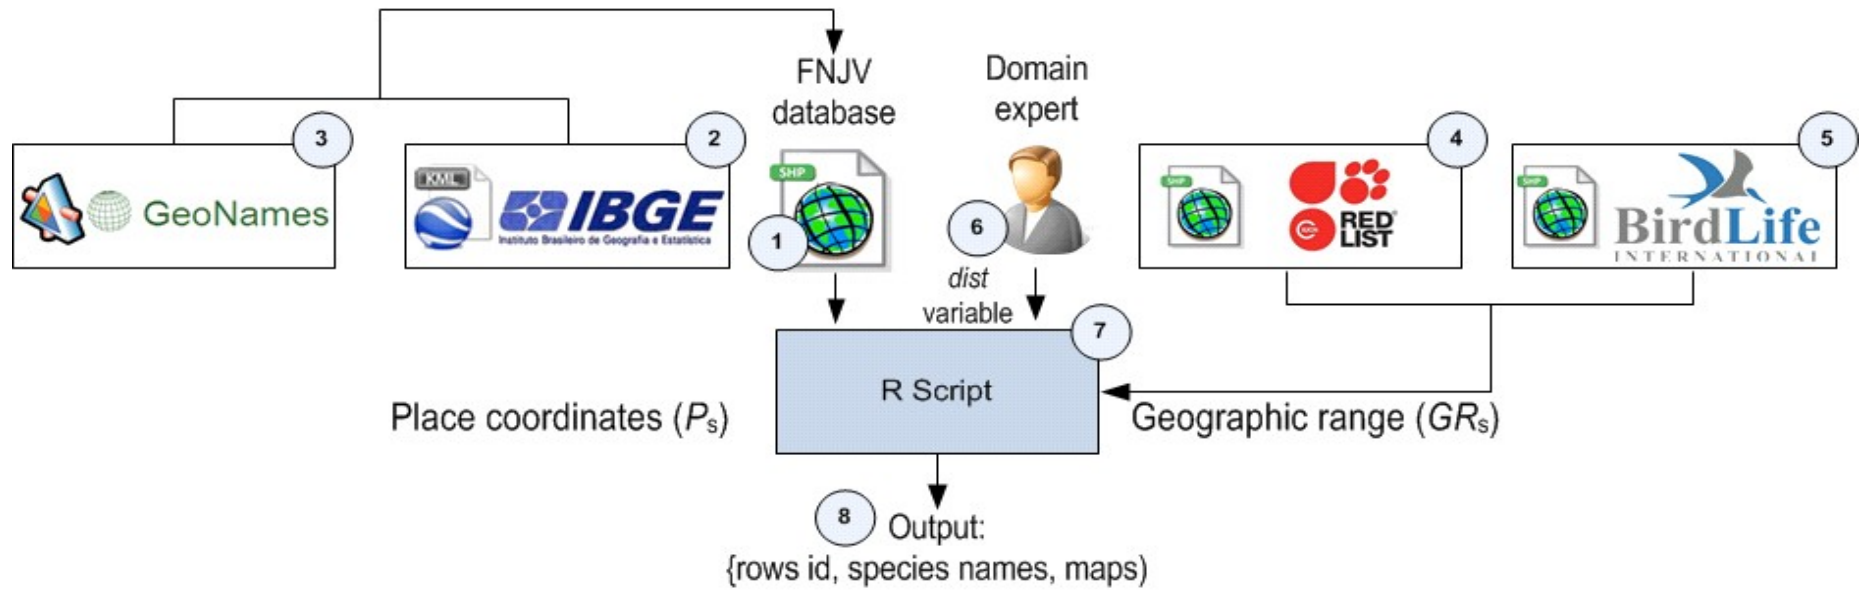 FNJV
database
Domain
expert
3
GeoNames
2
KML
IBGE
Instituto Brasileiro de Geografia e Estatística
SHP
1
6
4
SHP
RED
LIST
5
SHP
BirdLife
INTERNATIONAL
dist
variable
7
R Script
Place coordinates (Ps)
Geographic range (GRs)
8
Output:
{rows id, species names, maps)